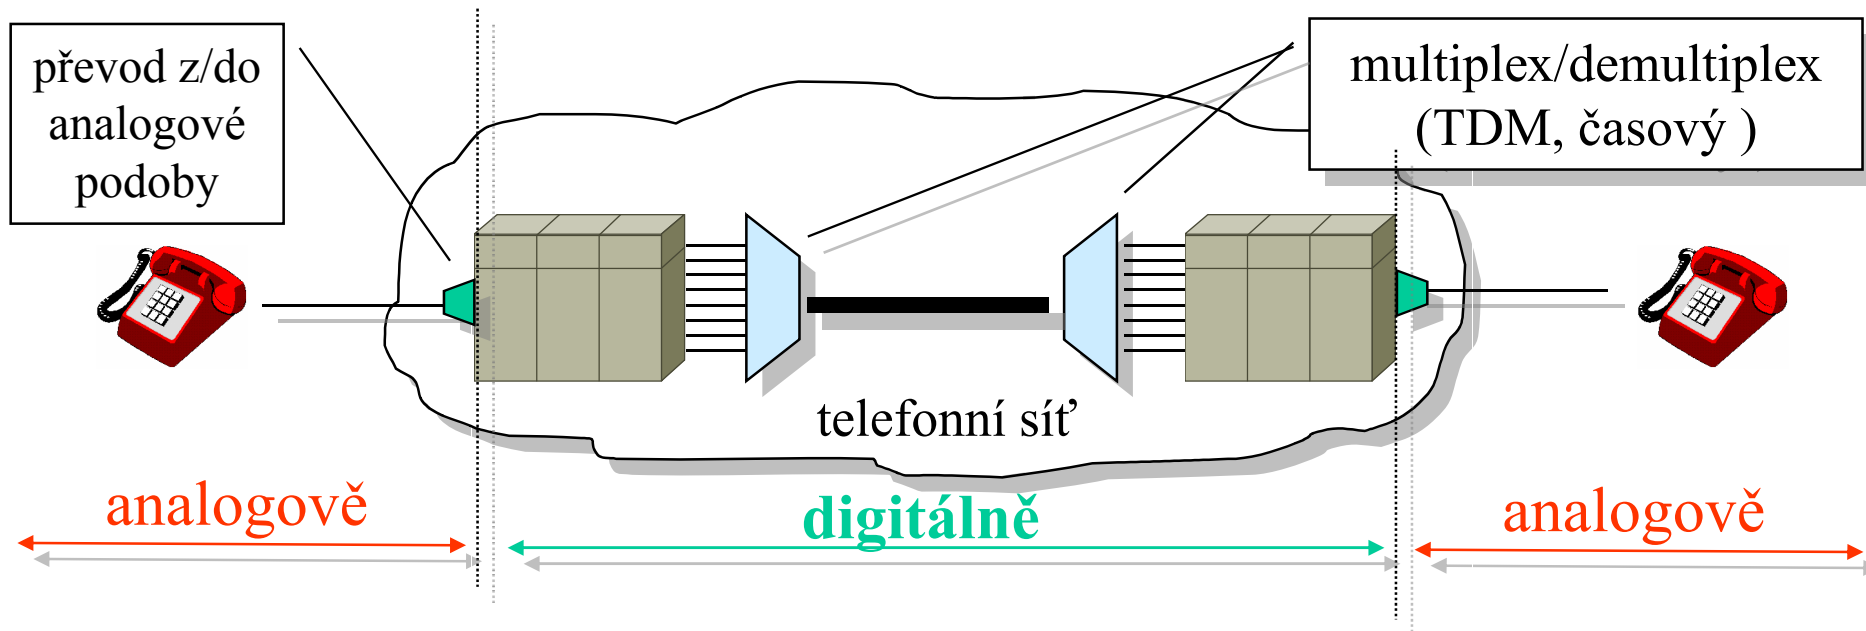 převod z/do
analogové
podoby
multiplex/demultiplex
(TDM, časový )
telefonní síť
analogově
digitálně
analogově